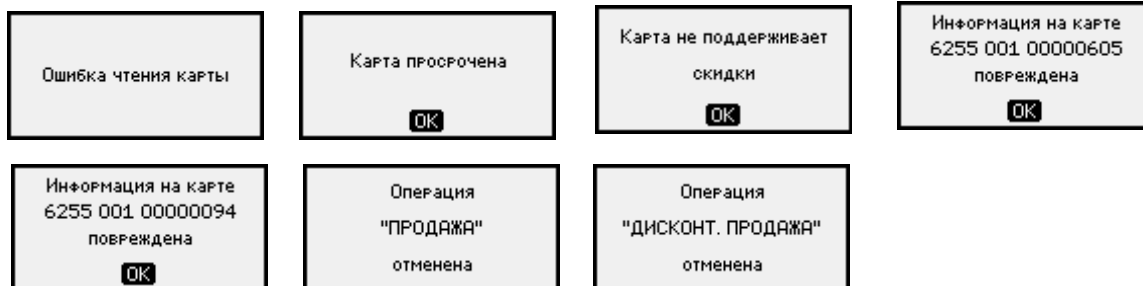 Ошибка чтения карты
Карта просрочена
OK
Карта не поддерживает
скидки
OK
Информация на карте
6255 001 00000605
повреждена
OK
Информация на карте
6255 001 00000094
повреждена
OK
Операция
"ПРОДАЖА"
отменена
Операция
"ДИСКОНТ. ПРОДАЖА"
отменена